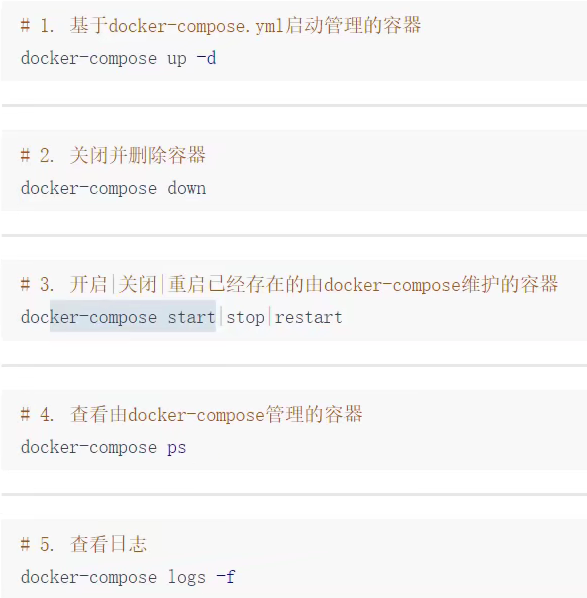 # 1. 基于docker-compose.yml启动管理的容器
docker-compose up -d
# 2. 关闭并删除容器
docker-compose down
# 3. 开启|关闭|重启已经存在的由docker-compose维护的容器
docker-compose start|stop|restart
# 4. 查看由docker-compose管理的容器
docker-compose ps
# 5. 查看日志
docker-compose logs -f